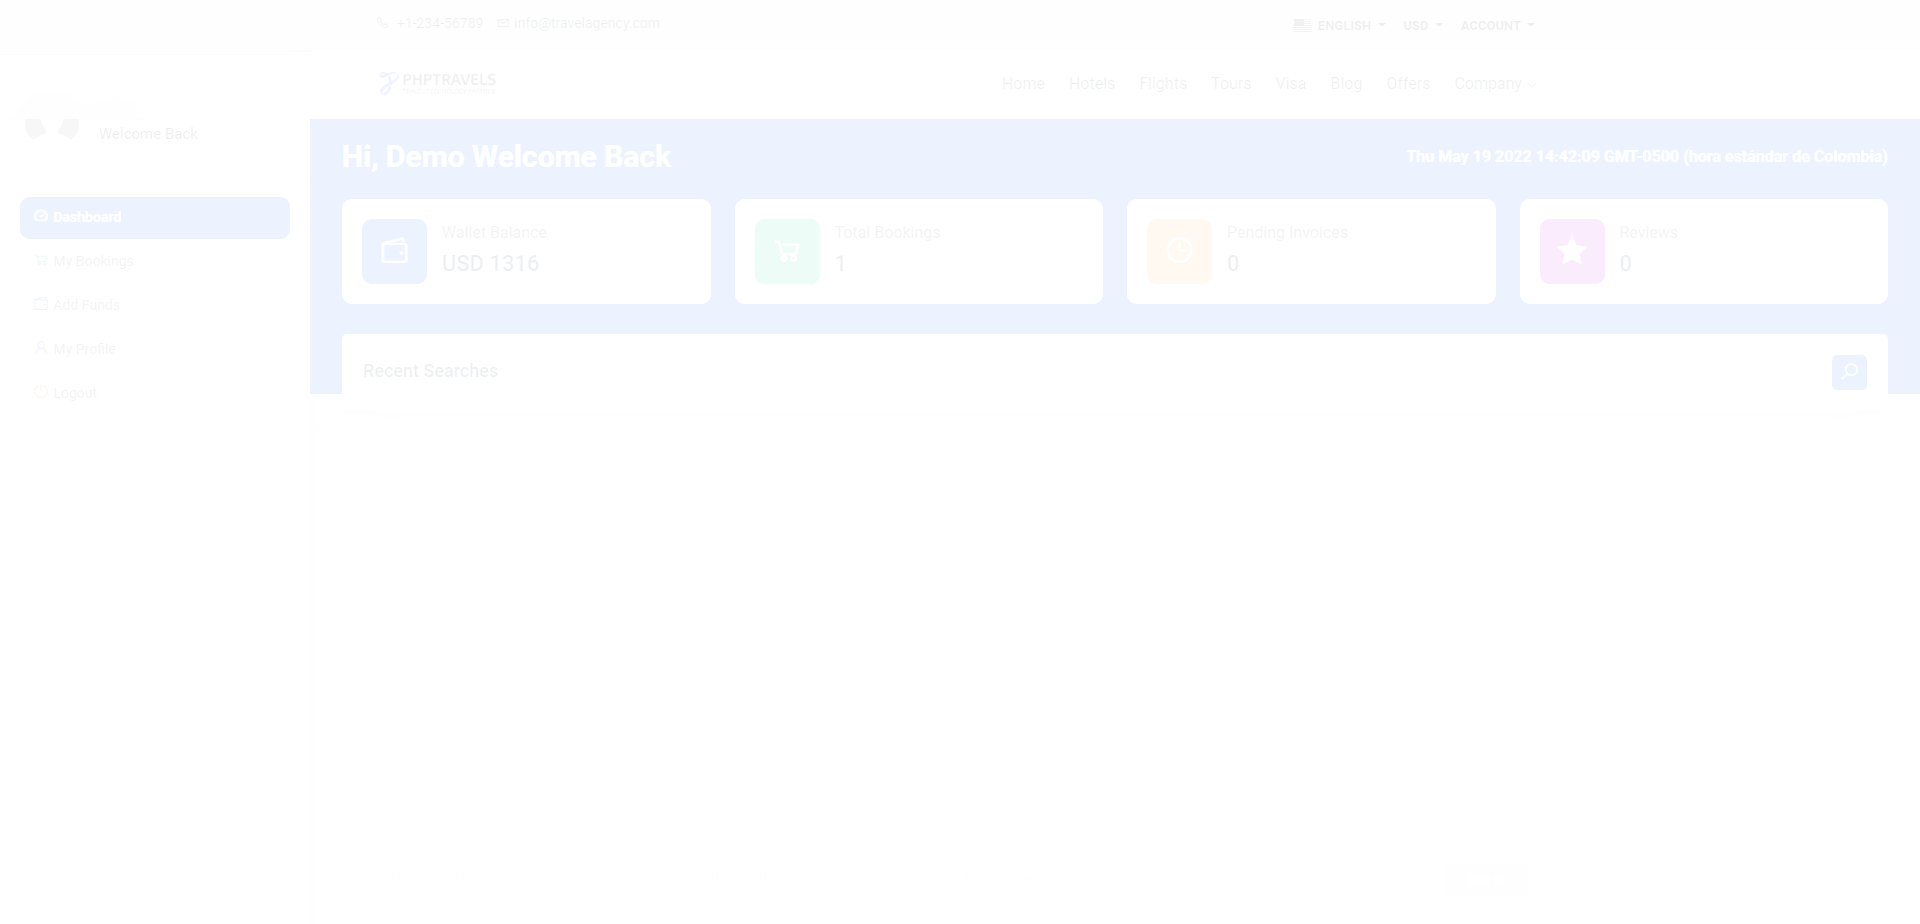 +1-234-56789 info@travelagency.com ENGLISH USD ACCOUNT
PHPTRAVELS Home Hotels Flights Tours Visa Blog Offers Company
Welcome Back
Hi, Demo Welcome Back Thu May 19 2022 14:42:09 GMT-0500 (hora estándar de Colombia)
Dashboard
My Bookings
Add Funds
My Profile
Logout
Wallet Balance
USD 1316
Total Bookings
1
Pending Invoices
0
Reviews
0
Recent Searches